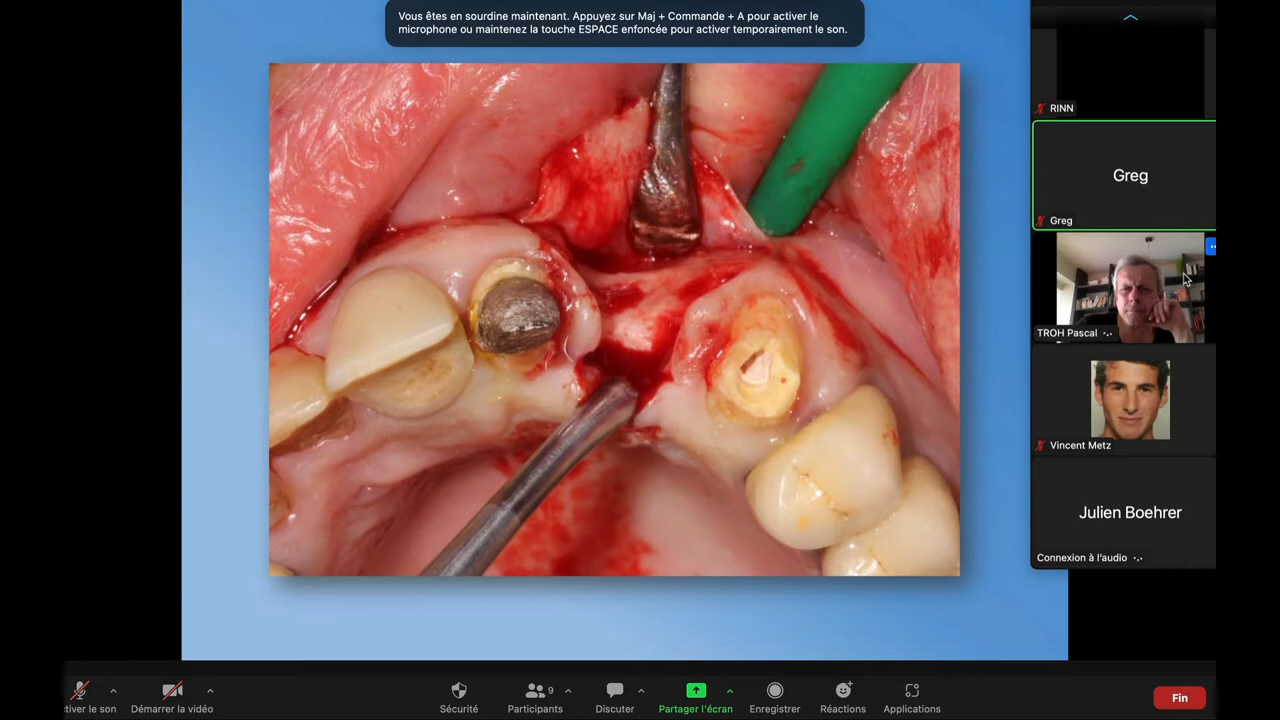 Vous êtes en sourdine maintenant. Appuyez sur Maj + Commande + A pour activer le
microphone ou maintenez la touche ESPACE enfoncée pour activer temporairement le son.
RINN
Greg
Greg
TROH Pascal
Vincent Metz
Julien Boehrer
Connexion à l'audio
ctiver le son
Démarrer la vidéo
Sécurité
9
Participants
Discuter
Partager l'écran
Enregistrer
Réactions
Applications
Fin